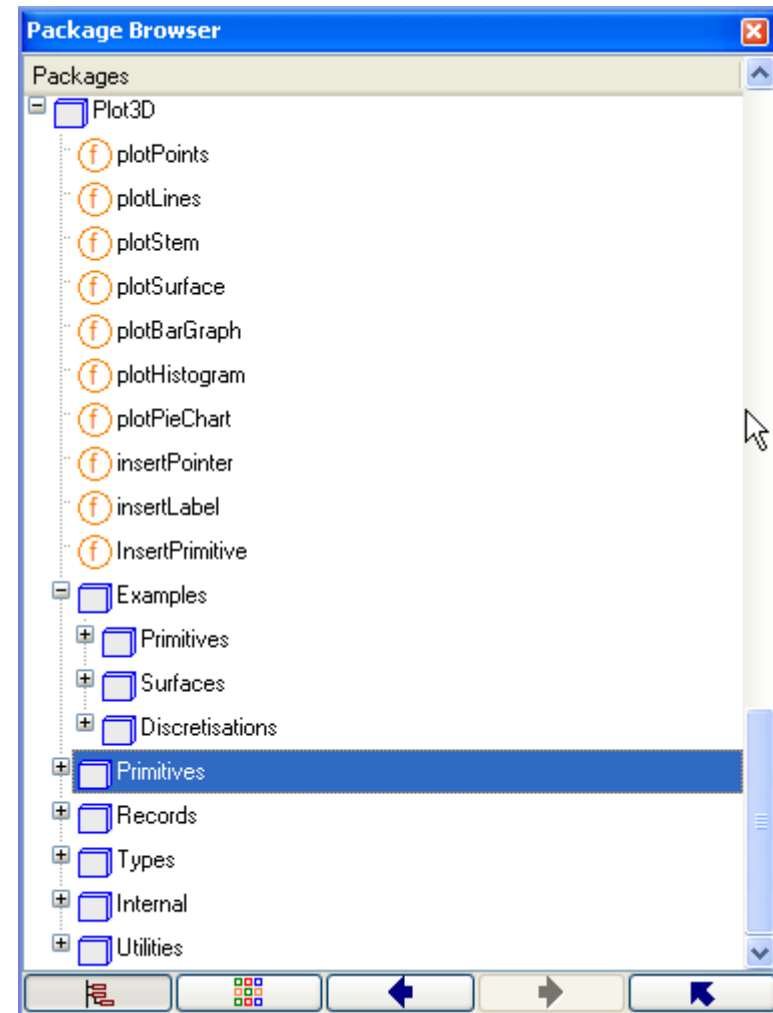 Package Browser
Packages
Plot3D
f plotPoints
f plotLines
f plotStem
f plotSurface
f plotBarGraph
f plotHistogram
f plotPieChart
f insertPointer
f insertLabel
f InsertPrimitive
Examples
Primitives
Surfaces
Discretisations
Primitives
Records
Types
Internal
Utilities